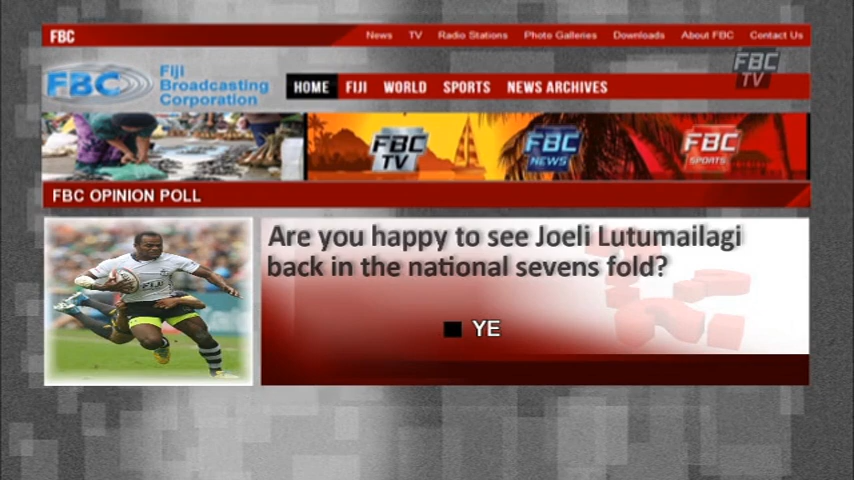 FBC
News TV Radio Stations Photo Galleries Downloads About FBC Contact Us
FBC TV
FBC Fiji Broadcasting Corporation
HOME FIJI WORLD SPORTS NEWS ARCHIVES
FBC TV
FBC NEWS
FBC SPORTS
FBC OPINION POLL
FIJI
Are you happy to see Joeli Lutumailagi
back in the national sevens fold?
YE